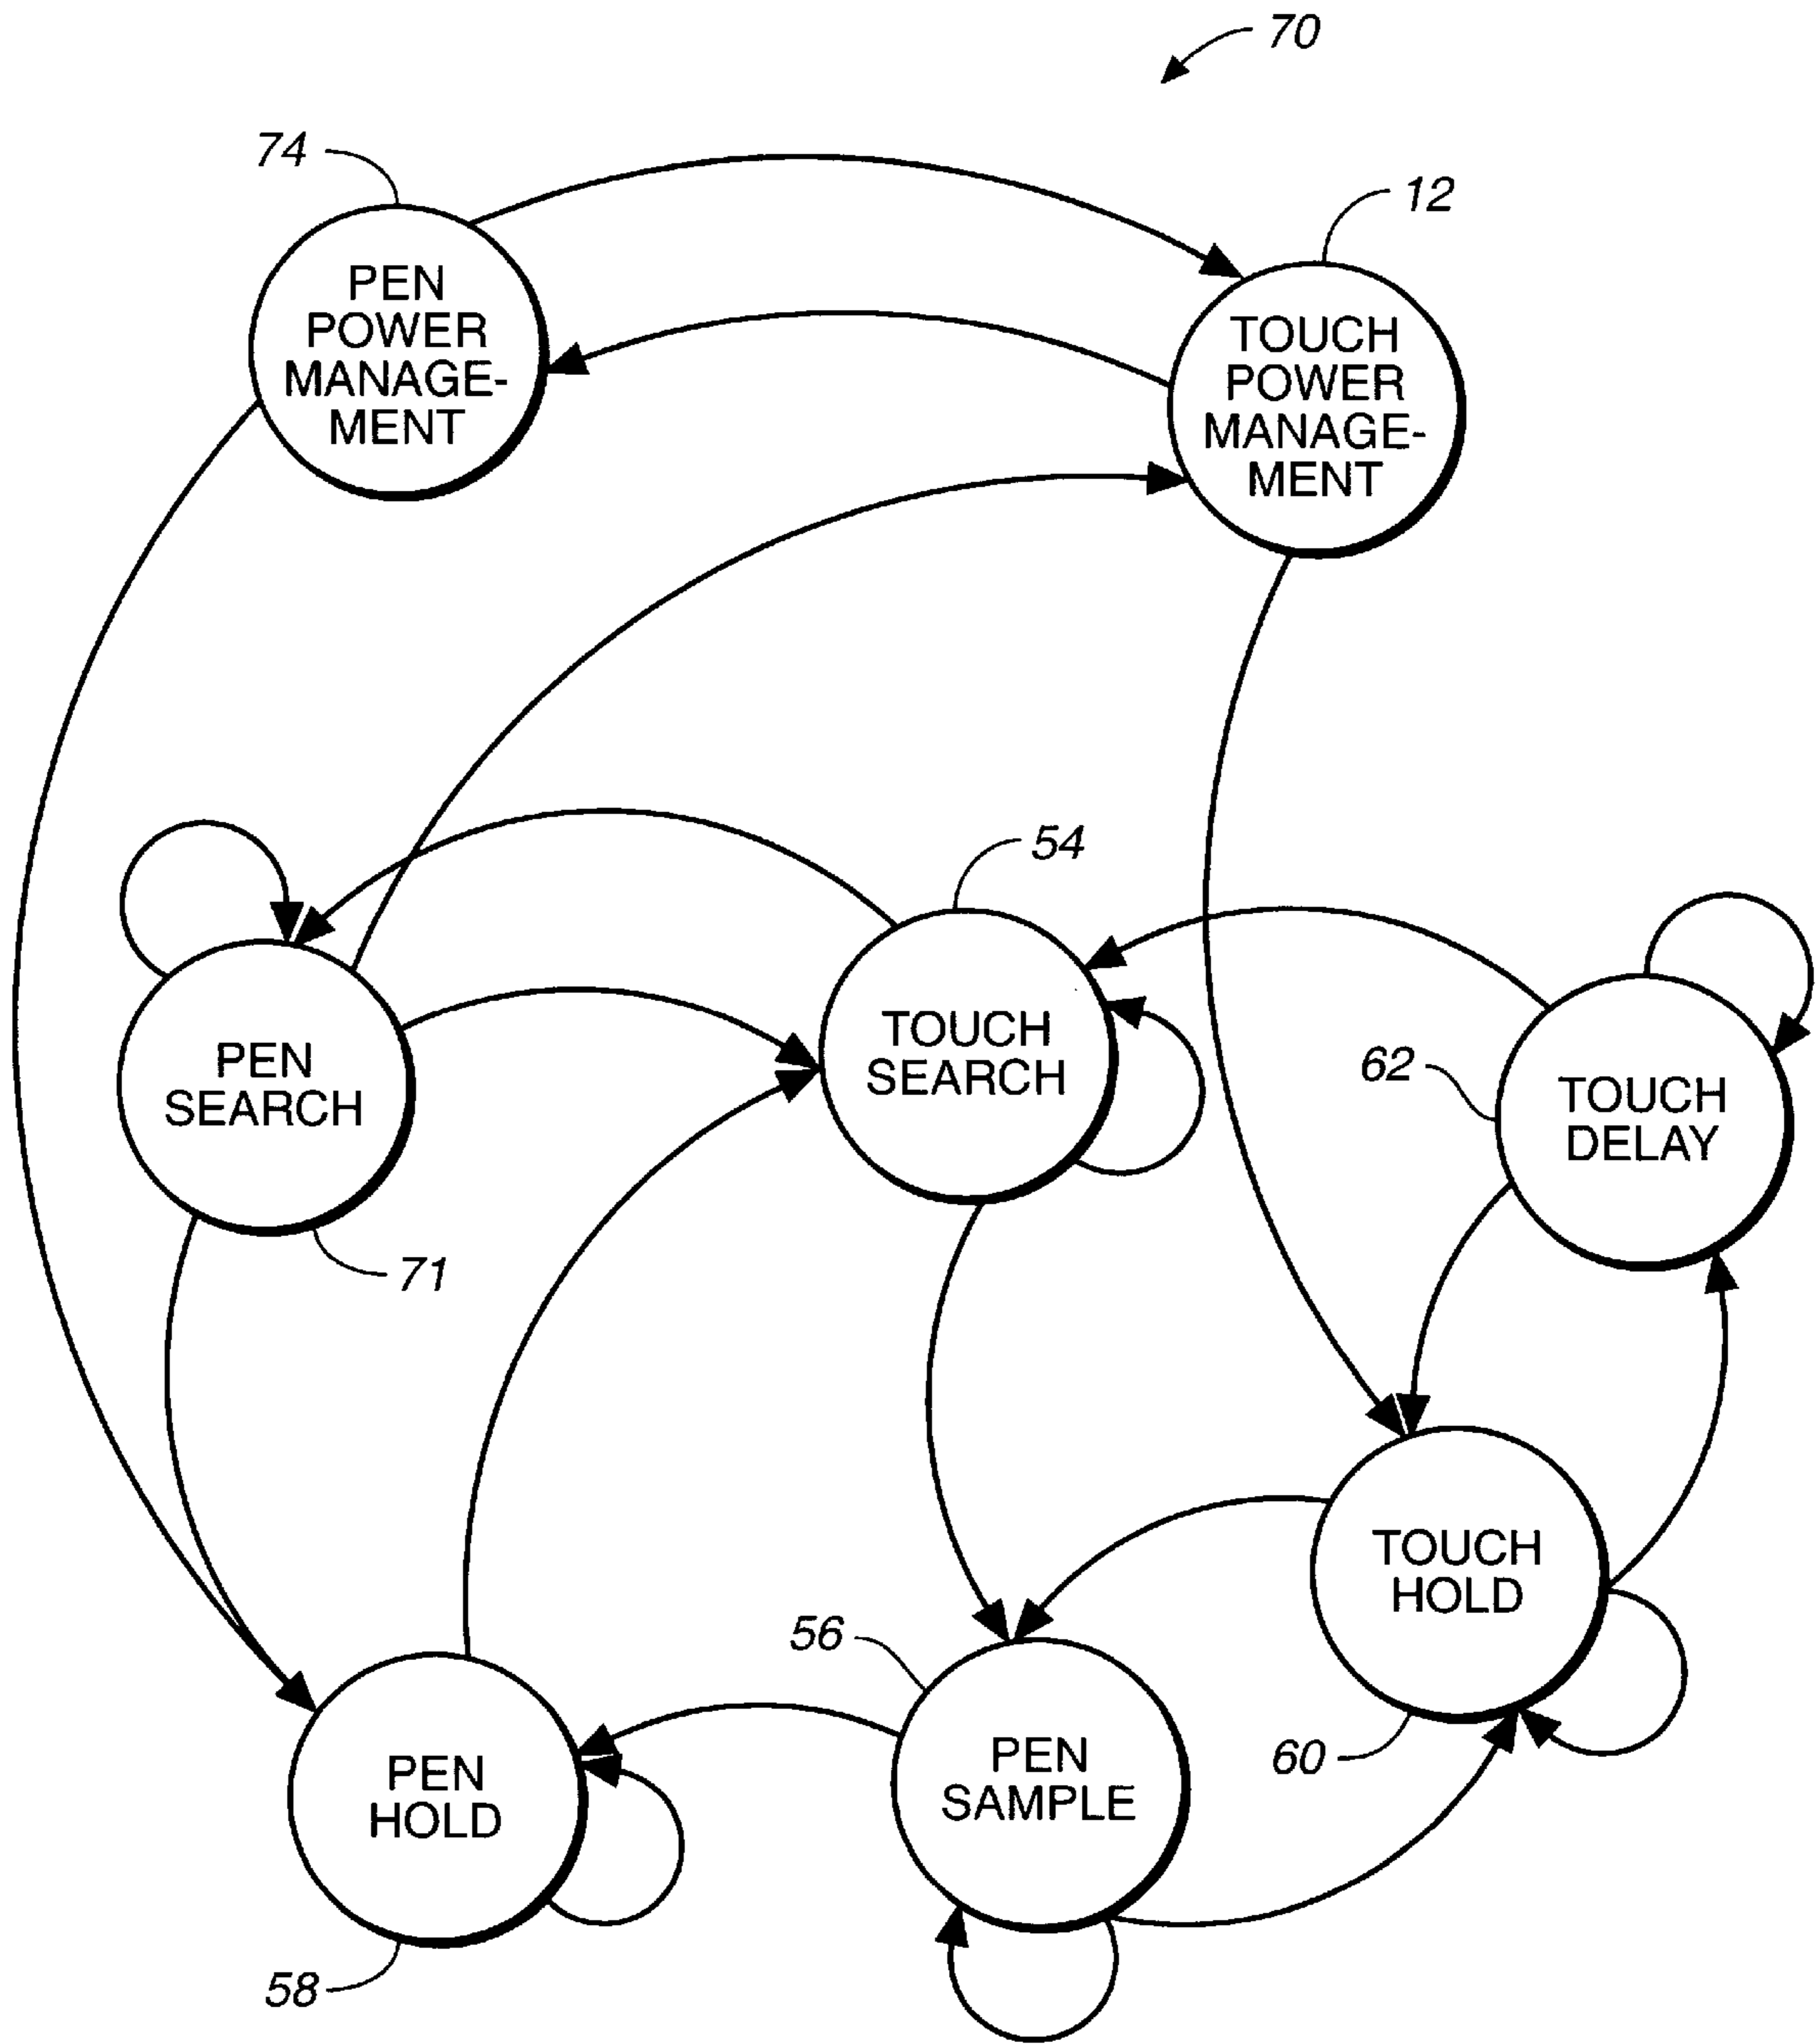 70
74
12
PEN
POWER
MANAGE-
MENT
TOUCH
POWER
MANAGE-
MENT
54
PEN
SEARCH
TOUCH
SEARCH
62
TOUCH
DELAY
71
TOUCH
HOLD
56
PEN
HOLD
PEN
SAMPLE
60
58